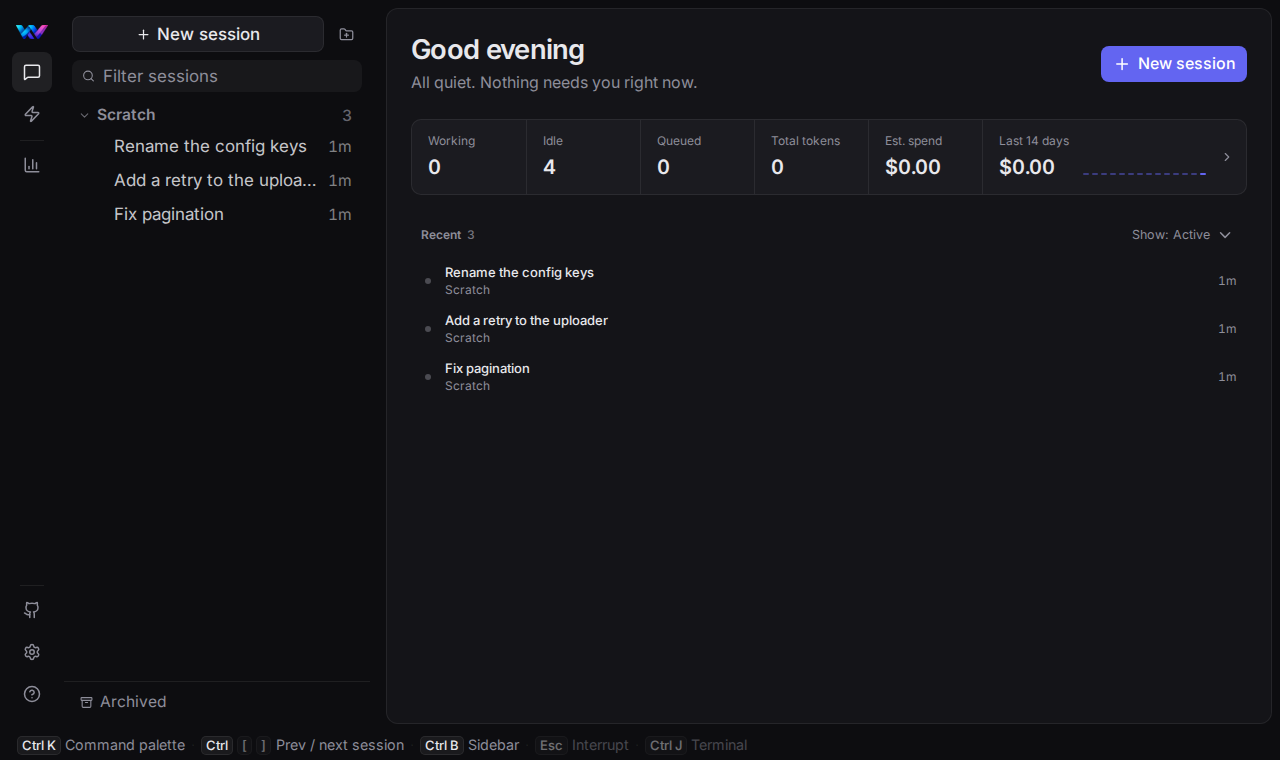 New session
Filter sessions
Scratch 3
Rename the config keys 1m
Add a retry to the uploa... 1m
Fix pagination 1m
Archived
Good evening
All quiet. Nothing needs you right now.
New session
Working Idle Queued Total tokens Est. spend Last 14 days
0 4 0 0 $0.00 $0.00
Recent 3 Show: Active
Rename the config keys
Scratch 1m
Add a retry to the uploader
Scratch 1m
Fix pagination
Scratch 1m
Ctrl K Command palette · Ctrl [ ] Prev / next session · Ctrl B Sidebar · Esc Interrupt · Ctrl J Terminal